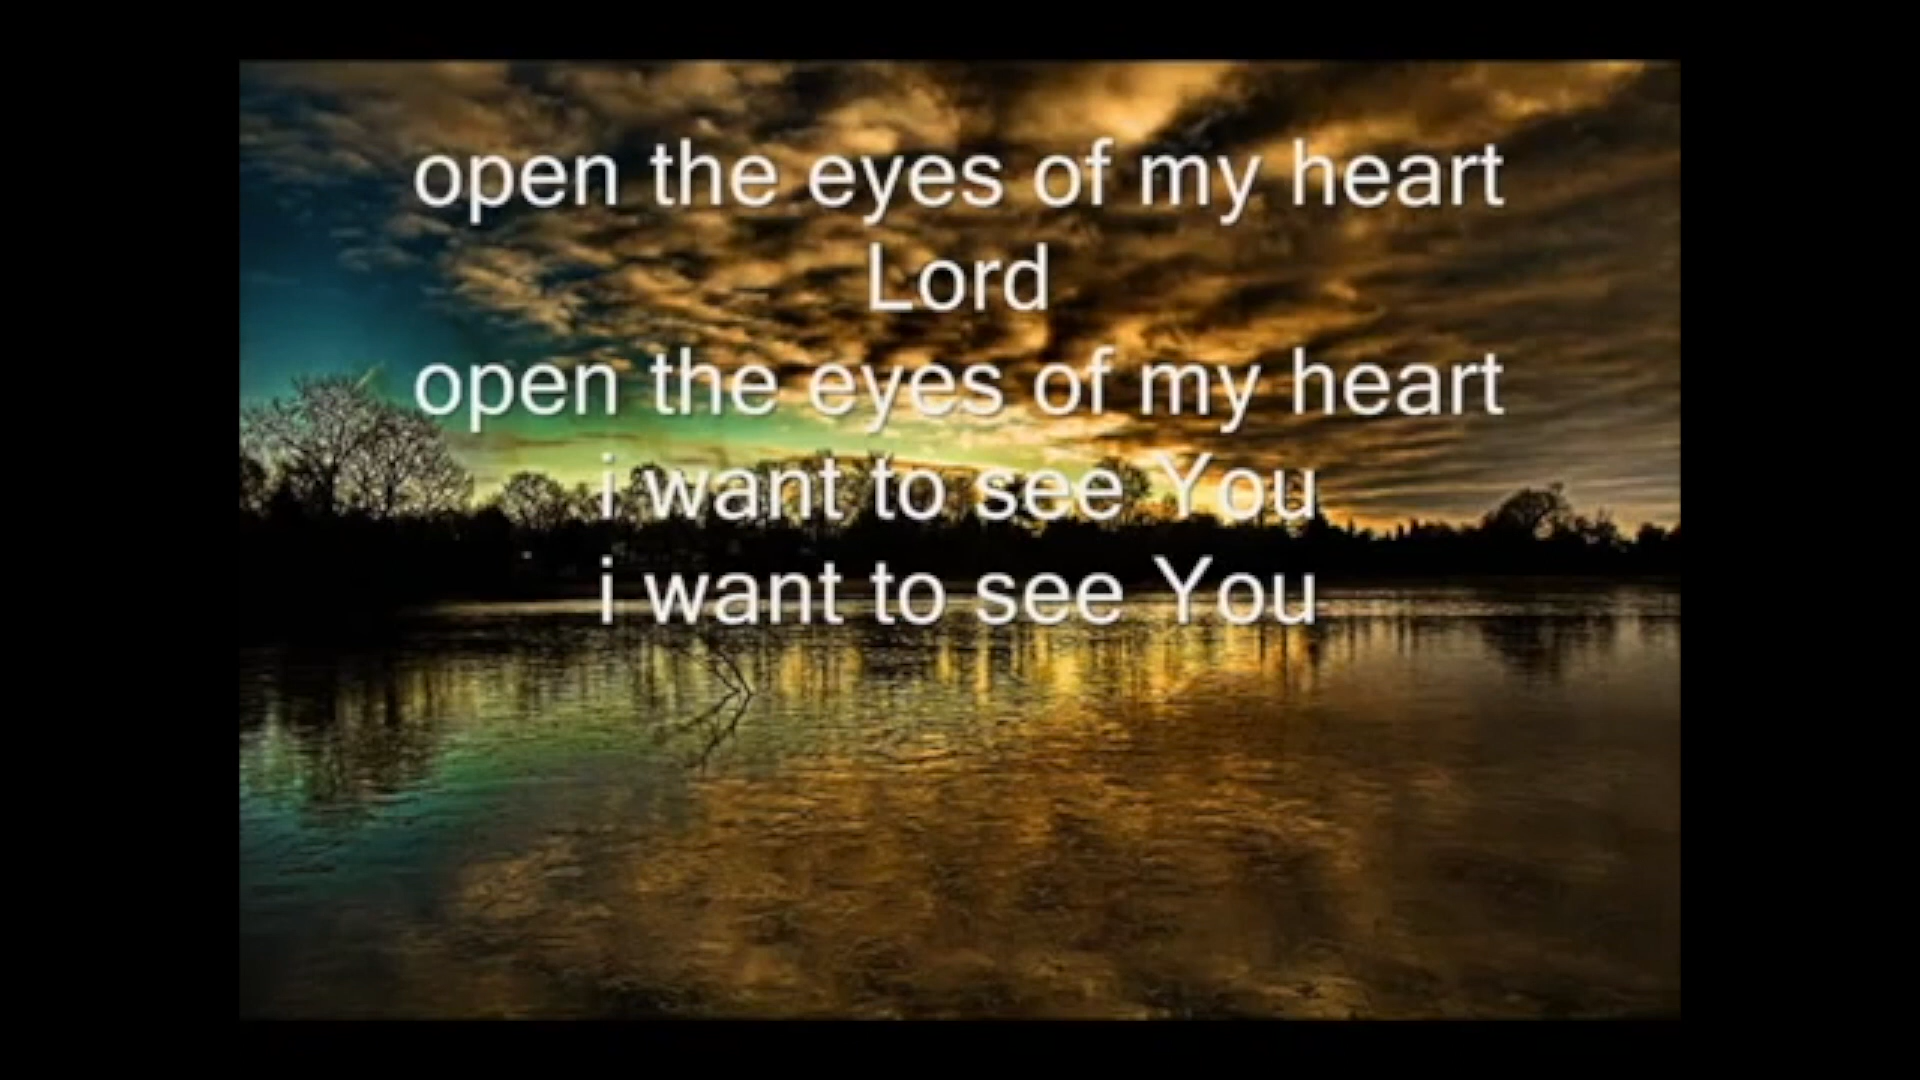 open the eyes of my heart
Lord
open the eyes of my heart
i want to see You
i want to see You